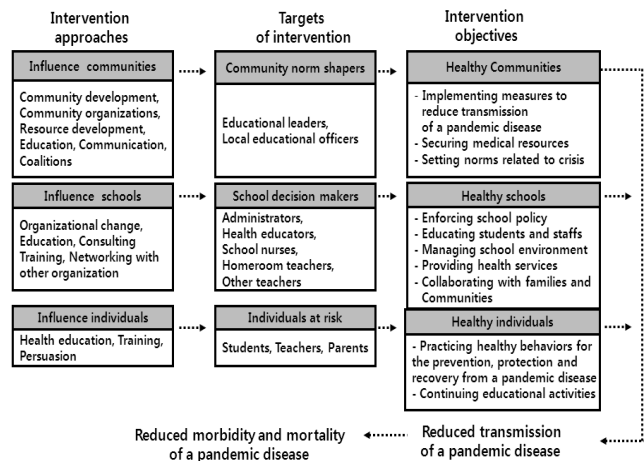 Intervention approaches
Targets of intervention
Intervention objectives
Influence communities
Community development,
Community organizations,
Resource development,
Education, Communication,
Coalitions
Community norm shapers
Educational leaders,
Local educational officers
Healthy Communities
- Implementing measures to
reduce transmission
of a pandemic disease
- Securing medical resources
- Setting norms related to crisis
Influence schools
Organizational change,
Education, Consulting
Training, Networking with
other organization
School decision makers
Administrators,
Health educators,
School nurses,
Homeroom teachers,
Other teachers
Healthy schools
- Enforcing school policy
- Educating students and staffs
- Managing school environment
- Providing health services
- Collaborating with families and
Communities
Influence individuals
Health education, Training,
Persuasion
Individuals at risk
Students, Teachers, Parents
Healthy individuals
- Practicing healthy behaviors for
the prevention, protection and
recovery from a pandemic disease
- Continuing educational activities
Reduced morbidity and mortality
of a pandemic disease
Reduced transmission
of a pandemic disease